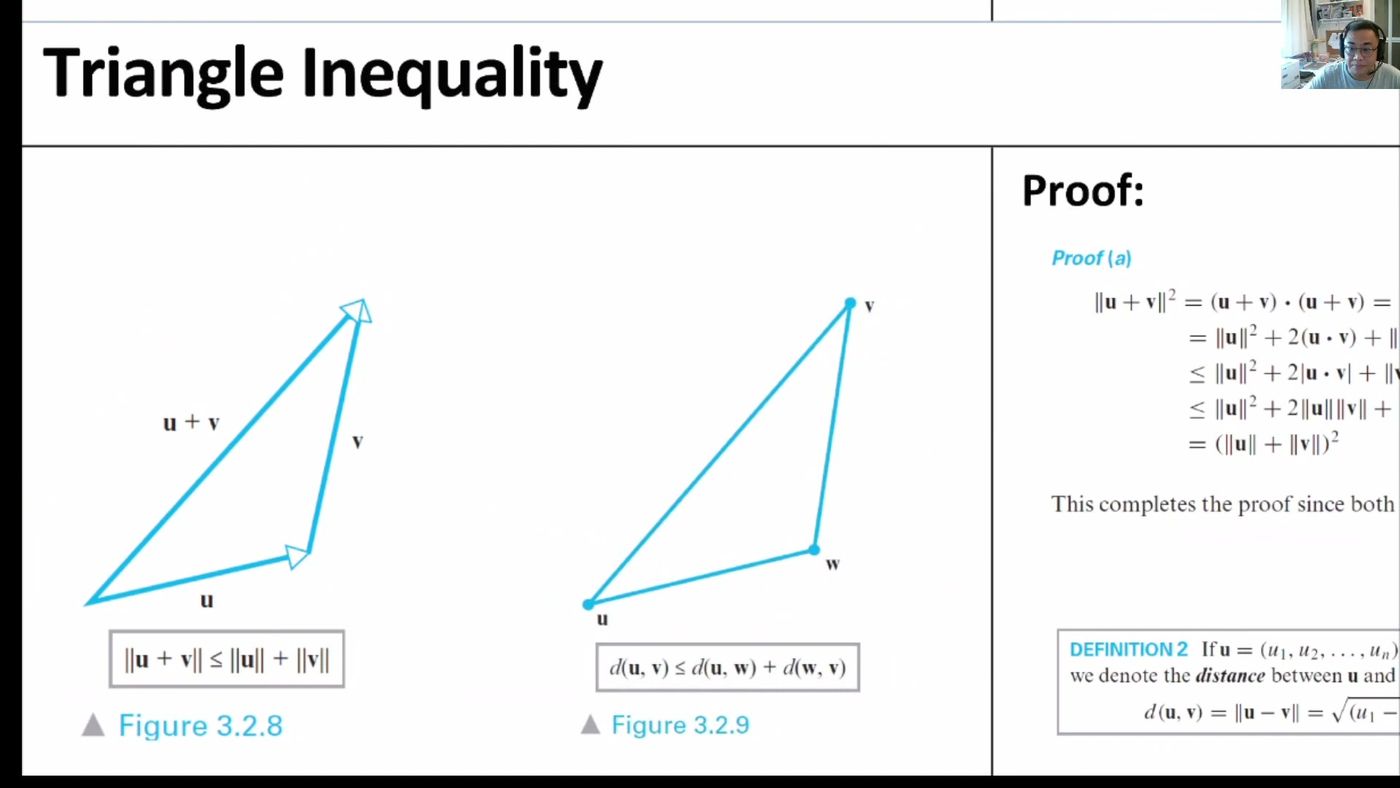 Triangle Inequality
u + v
v
u
‖u + v‖ ≤ ‖u‖ + ‖v‖
▲ Figure 3.2.8
v
w
u
d(u, v) ≤ d(u, w) + d(w, v)
▲ Figure 3.2.9
Proof:
Proof (a)
‖u + v‖² = (u + v) · (u + v) =
= ‖u‖² + 2(u · v) + ‖
≤ ‖u‖² + 2|u · v| + ‖v
≤ ‖u‖² + 2‖u‖‖v‖ +
= (‖u‖ + ‖v‖)²
This completes the proof since both
DEFINITION 2 If u = (u₁, u₂, . . . , uₙ)
we denote the distance between u and
d(u, v) = ‖u − v‖ = √(u₁ −